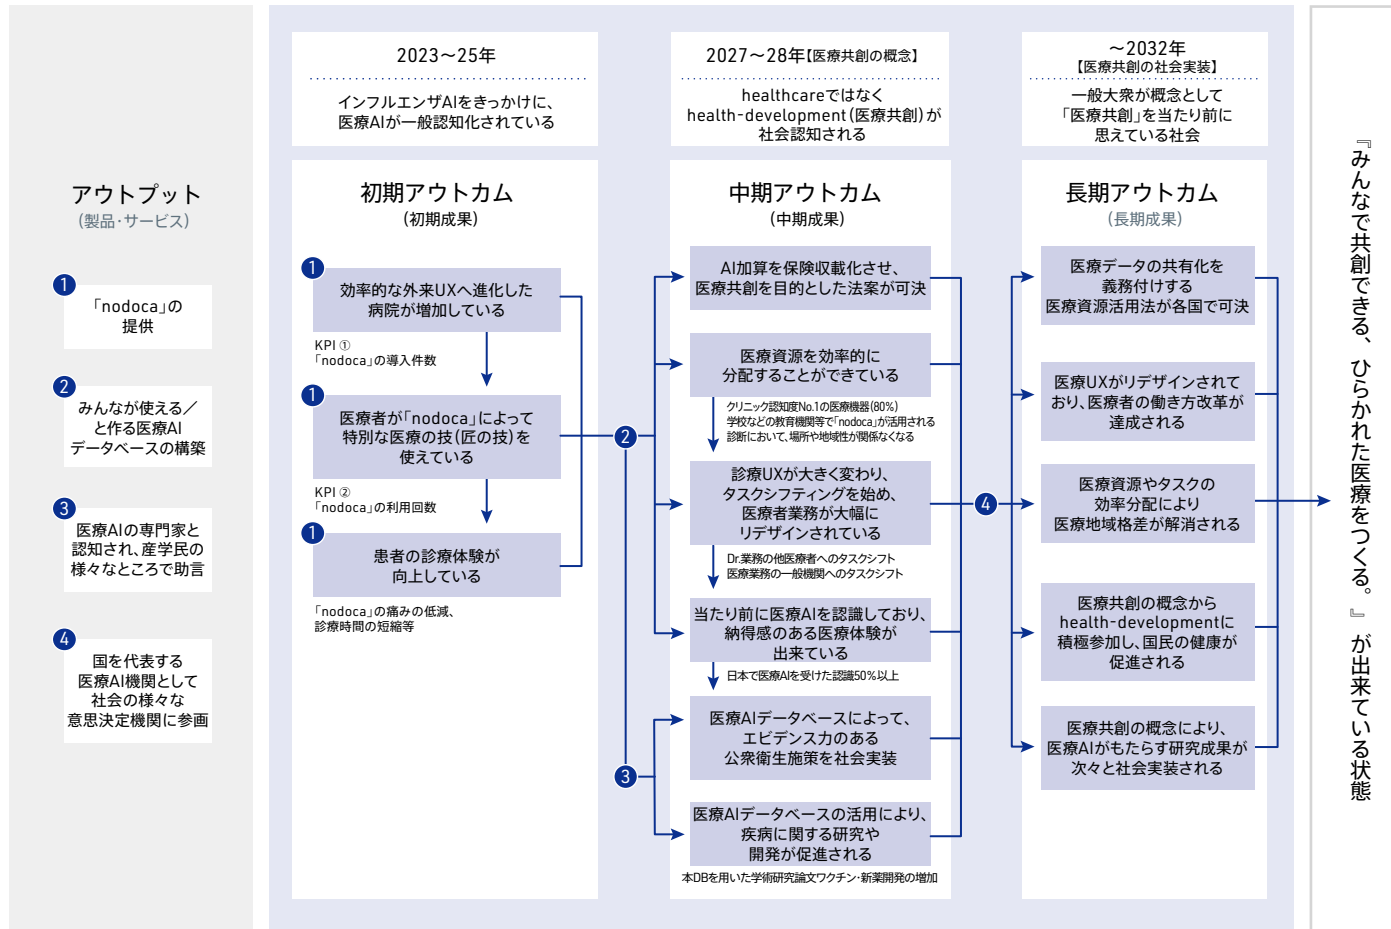 アウトプット
(製品・サービス)
1
「nodoca」の
提供
2
みんなが使える／
と作る医療AI
データベースの構築
3
医療AIの専門家と
認知され、産学民の
様々なところで助言
4
国を代表する
医療AI機関として
社会の様々な
意思決定機関に参画
2023〜25年
インフルエンザAIをきっかけに、
医療AIが一般認知化されている
初期アウトカム
(初期成果)
1
効率的な外来UXへ進化した
病院が増加している
KPI ①
「nodoca」の導入件数
1
医療者が「nodoca」によって
特別な医療の技(匠の技)を
使えている
KPI ②
「nodoca」の利用回数
1
患者の診療体験が
向上している
「nodoca」の痛みの低減、
診療時間の短縮等
2
3
2027〜28年【医療共創の概念】
healthcareではなく
health-development(医療共創)が
社会認知される
中期アウトカム
(中期成果)
AI加算を保険収載化させ、
医療共創を目的とした法案が可決
医療資源を効率的に
分配することができている
クリニック認知度No.1の医療機器(80%)
学校などの教育機関等で「nodoca」が活用される
診断において、場所や地域性が関係なくなる
診療UXが大きく変わり、
タスクシフティングを始め、
医療者業務が大幅に
リデザインされている
Dr.業務の他医療者へのタスクシフト
医療業務の一般機関へのタスクシフト
当たり前に医療AIを認識しており、
納得感のある医療体験が
出来ている
日本で医療AIを受けた認識50%以上
医療AIデータベースによって、
エビデンス力のある
公衆衛生施策を社会実装
医療AIデータベースの活用により、
疾病に関する研究や
開発が促進される
本DBを用いた学術研究論文ワクチン・新薬開発の増加
4
〜2032年
【医療共創の社会実装】
一般大衆が概念として
「医療共創」を当たり前に
思えている社会
長期アウトカム
(長期成果)
医療データの共有化を
義務付けする
医療資源活用法が各国で可決
医療UXがリデザインされて
おり、医療者の働き方改革が
達成される
医療資源やタスクの
効率分配により
医療地域格差が解消される
医療共創の概念から
health-developmentに
積極参加し、国民の健康が
促進される
医療共創の概念により、
医療AIがもたらす研究成果が
次々と社会実装される
『みんなで共創できる、ひらかれた医療をつくる。』が出来ている状態